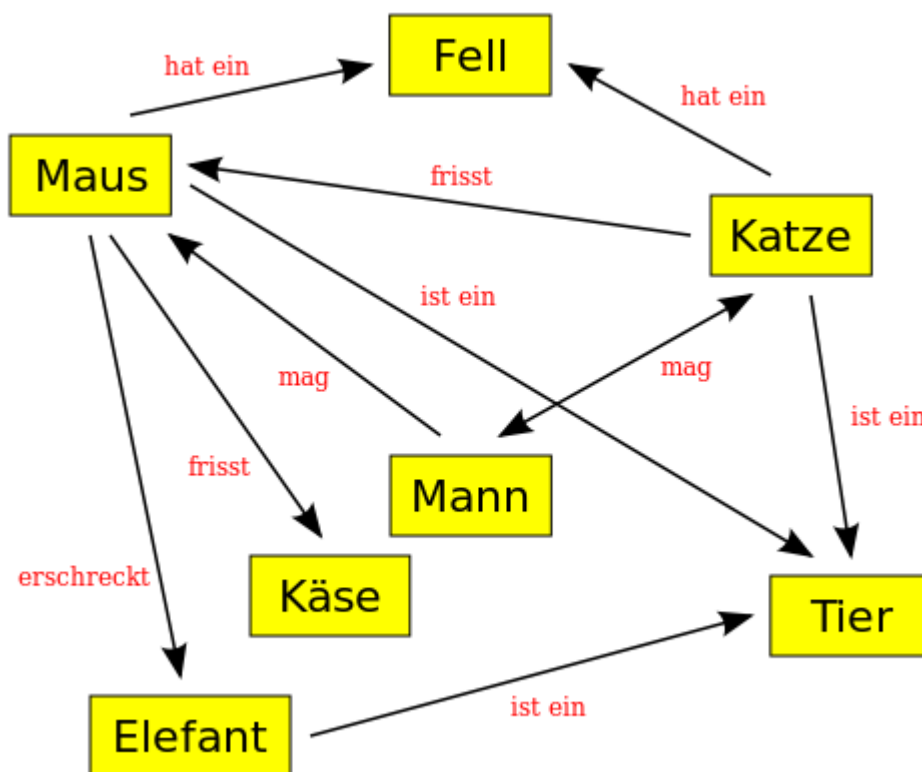 Fell
hat ein
hat ein
Maus
frisst
Katze
ist ein
mag
mag
ist ein
frisst
Mann
erschreckt
Käse
Tier
ist ein
Elefant